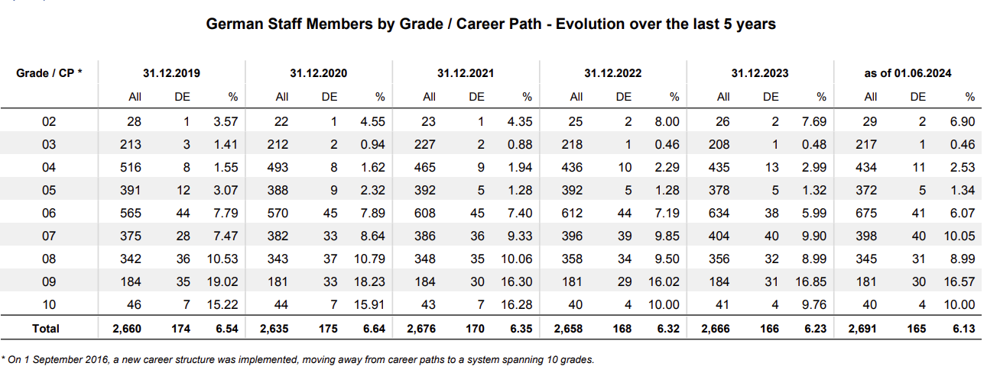 German Staff Members by Grade / Career Path - Evolution over the last 5 years
Grade / CP * 31.12.2019 31.12.2020 31.12.2021 31.12.2022 31.12.2023 as of 01.06.2024
All DE % All DE % All DE % All DE % All DE % All DE %
02 28 1 3.57 22 1 4.55 23 1 4.35 25 2 8.00 26 2 7.69 29 2 6.90
03 213 3 1.41 212 2 0.94 227 2 0.88 218 1 0.46 208 1 0.48 217 1 0.46
04 516 8 1.55 493 8 1.62 465 9 1.94 436 10 2.29 435 13 2.99 434 11 2.53
05 391 12 3.07 388 9 2.32 392 5 1.28 392 5 1.28 378 5 1.32 372 5 1.34
06 565 44 7.79 570 45 7.89 608 45 7.40 612 44 7.19 634 38 5.99 675 41 6.07
07 375 28 7.47 382 33 8.64 386 36 9.33 396 39 9.85 404 40 9.90 398 40 10.05
08 342 36 10.53 343 37 10.79 348 35 10.06 358 34 9.50 356 32 8.99 345 31 8.99
09 184 35 19.02 181 33 18.23 184 30 16.30 181 29 16.02 184 31 16.85 181 30 16.57
10 46 7 15.22 44 7 15.91 43 7 16.28 40 4 10.00 41 4 9.76 40 4 10.00
Total 2,660 174 6.54 2,635 175 6.64 2,676 170 6.35 2,658 168 6.32 2,666 166 6.23 2,691 165 6.13
* On 1 September 2016, a new career structure was implemented, moving away from career paths to a system spanning 10 grades.